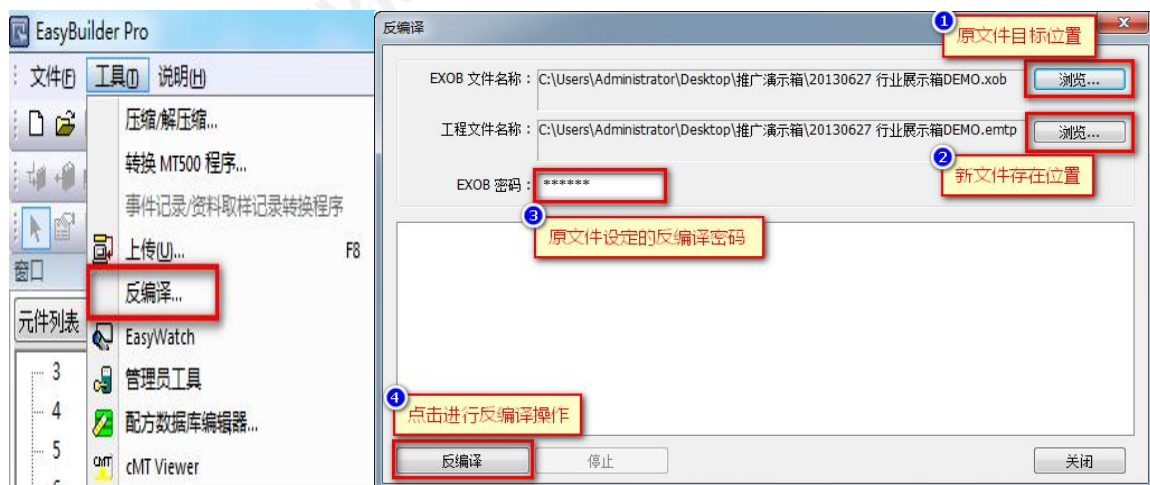 EasyBuilder Pro
文件(F) 工具(T) 说明(H)
压缩/解压缩...
转换 MT500 程序...
事件记录/资料取样记录转换程序
上传(U)... F8
窗口
反编译...
元件列表
EasyWatch
3
管理员工具
4
配方数据库编辑器...
5
cMT Viewer
反编译
1
原文件目标位置
EXOB 文件名称： C:\Users\Administrator\Desktop\推广演示箱\20130627 行业展示箱DEMO.xob 浏览...
工程文件名称： C:\Users\Administrator\Desktop\推广演示箱\20130627 行业展示箱DEMO.emtp 浏览...
2
新文件存在位置
EXOB 密码： ******
3
原文件设定的反编译密码
4
点击进行反编译操作
反编译 停止 关闭